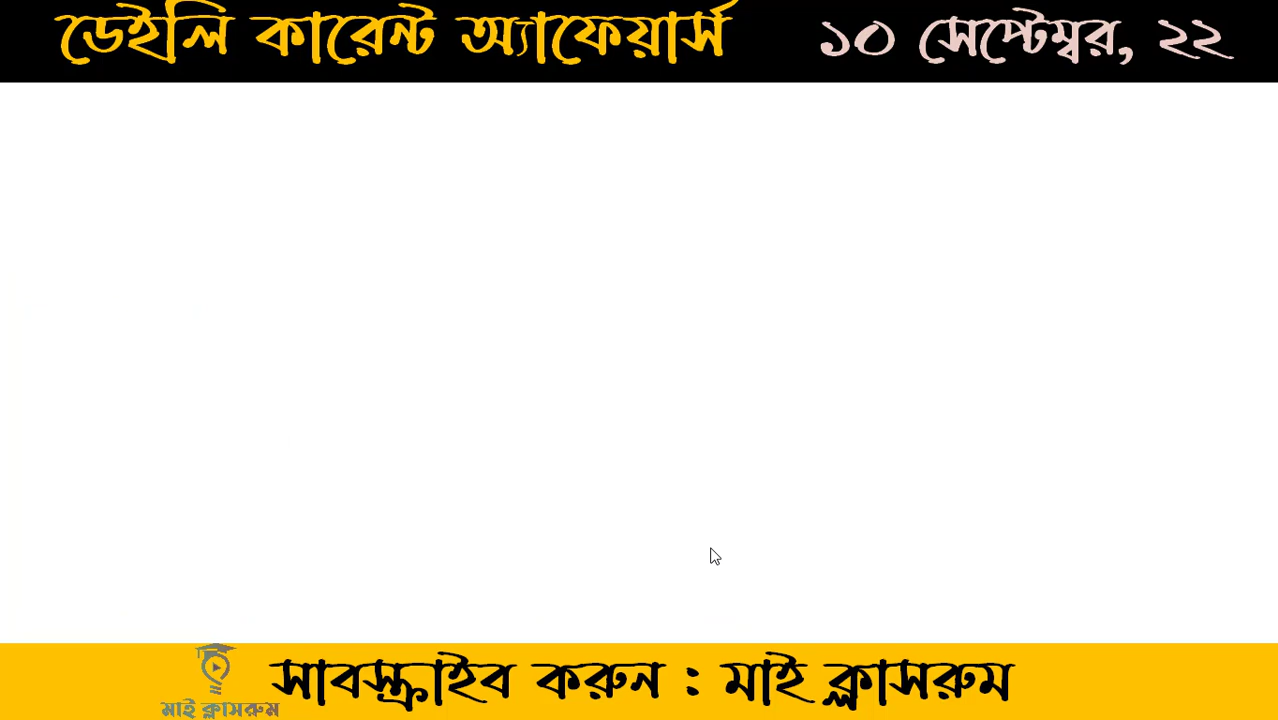 ডেইলি কারেন্ট অ্যাফেয়ার্স ১০ সেপ্টেম্বর, ২২
সাবস্ক্রাইব করুন : মাই ক্লাসরুম
মাই ক্লাসরুম